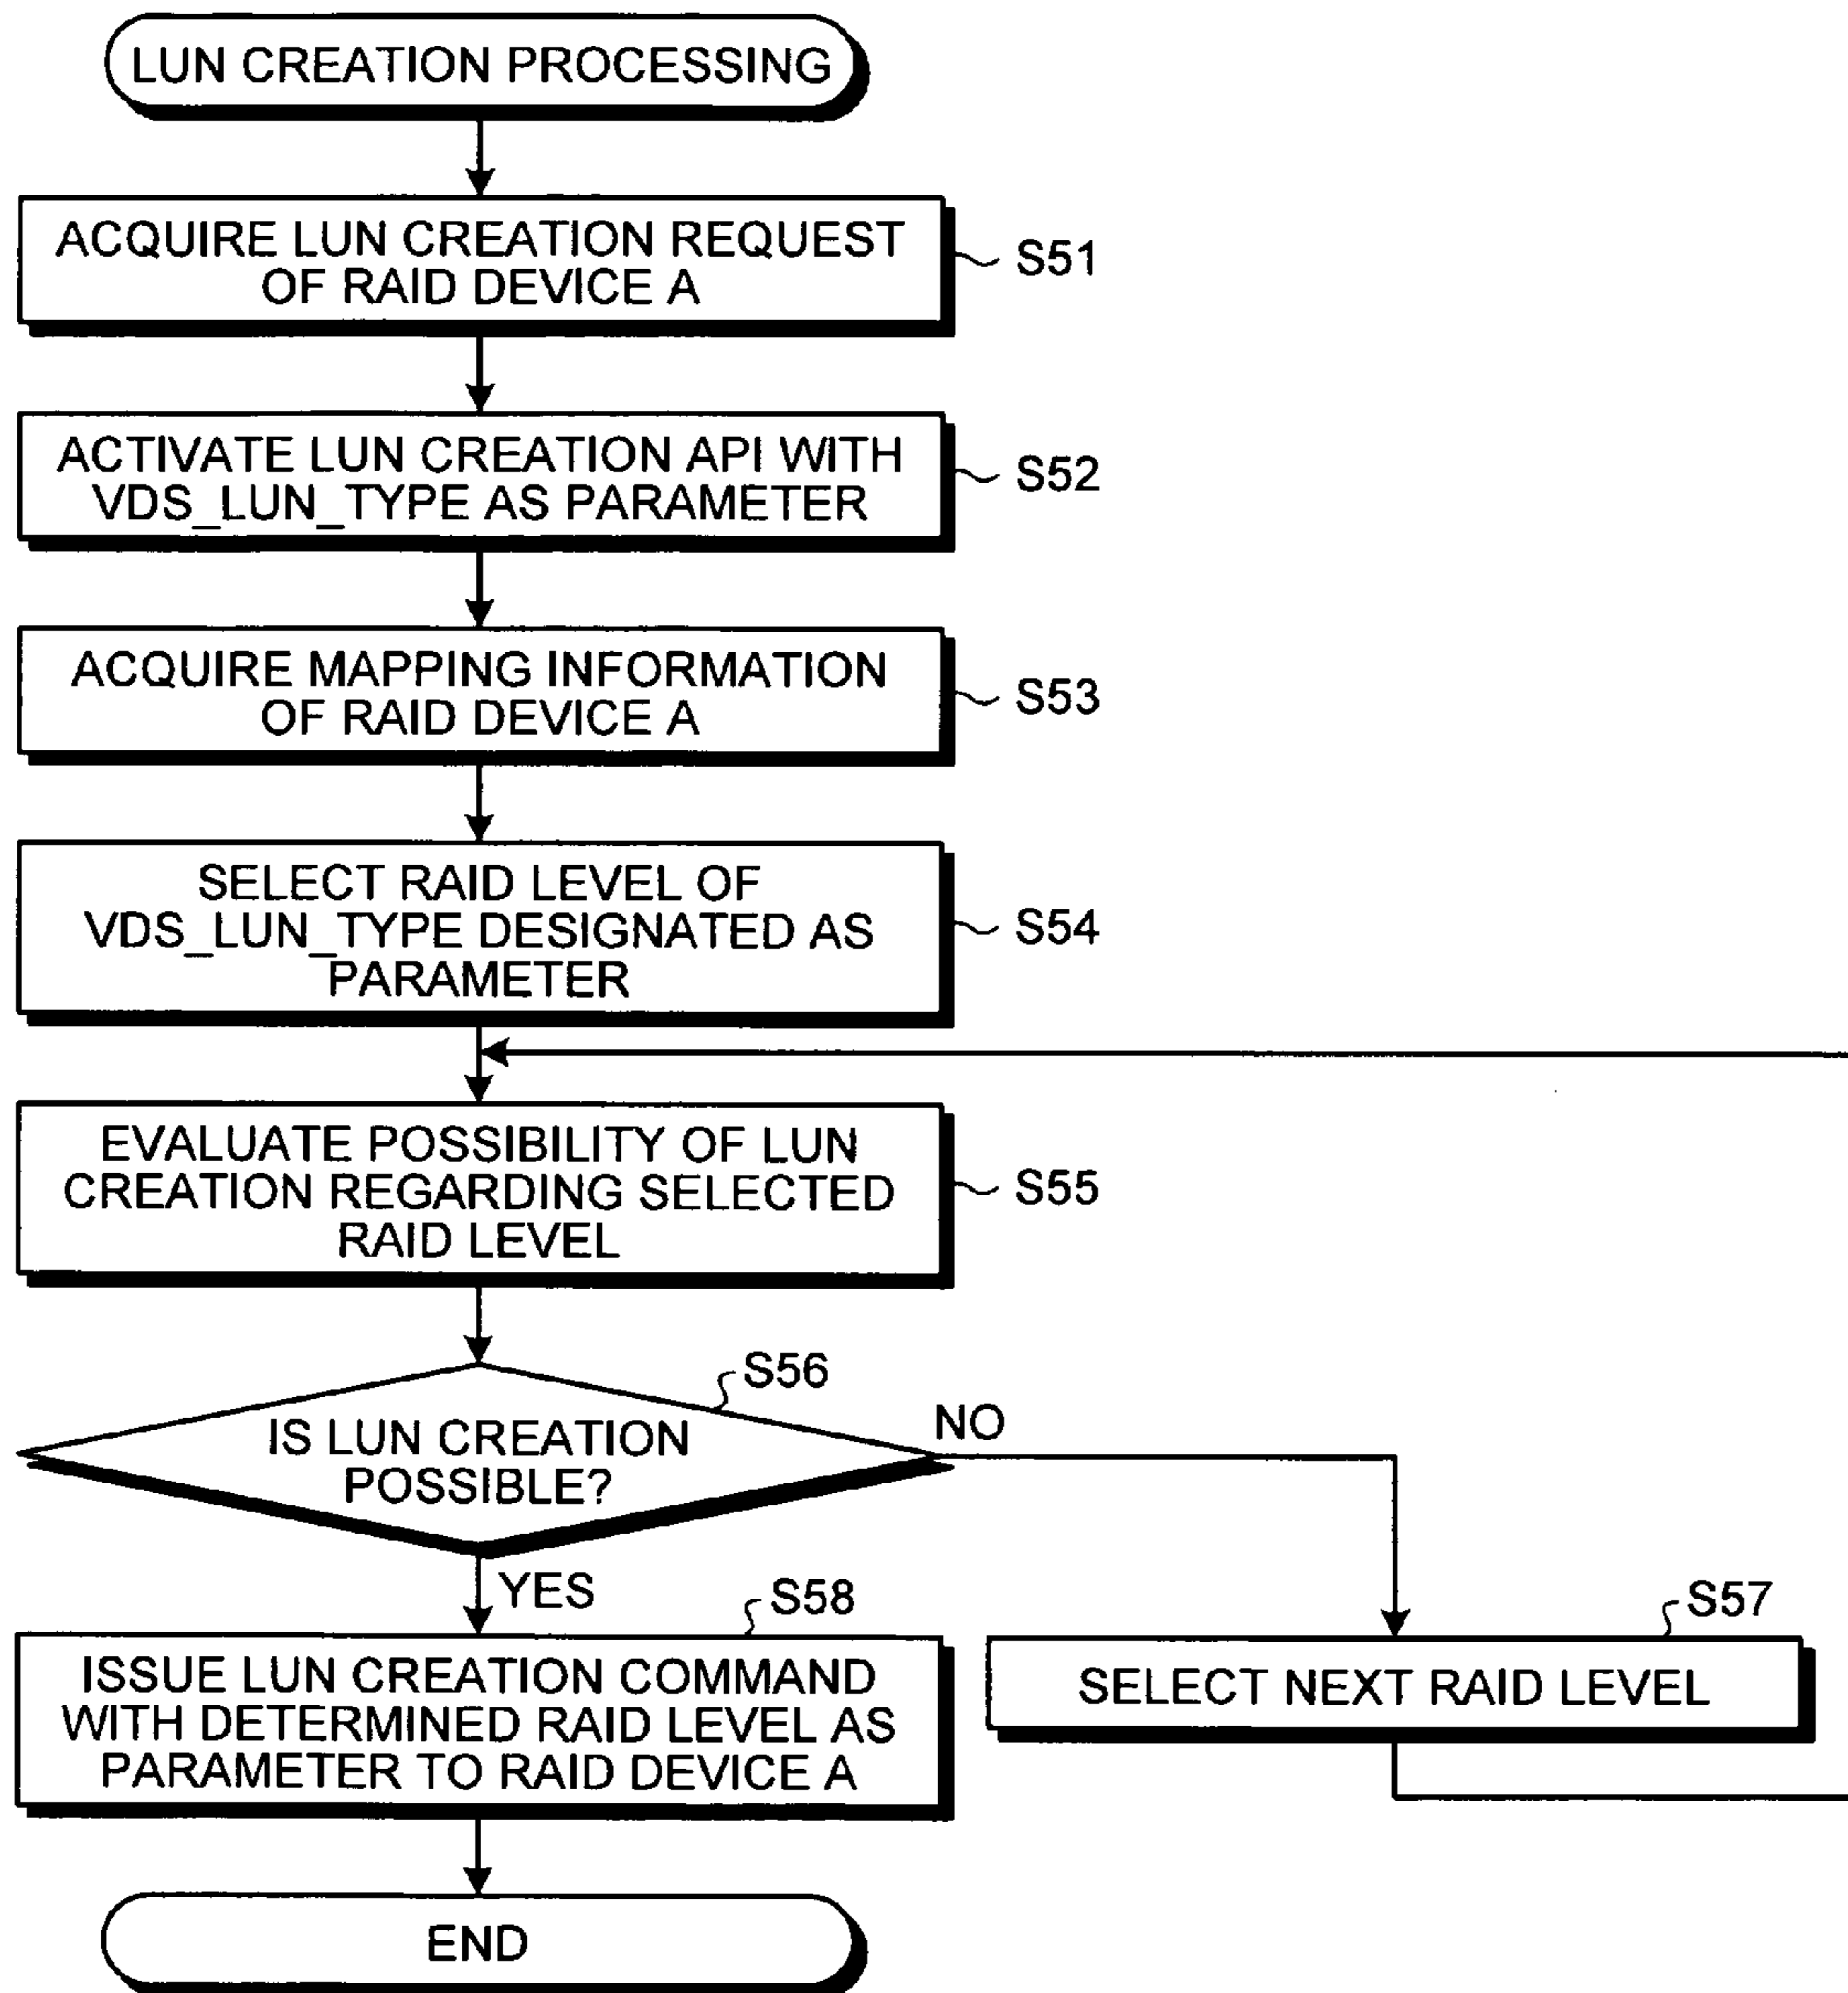 LUN CREATION PROCESSING
ACQUIRE LUN CREATION REQUEST
OF RAID DEVICE A
S51
ACTIVATE LUN CREATION API WITH
VDS_LUN_TYPE AS PARAMETER
S52
ACQUIRE MAPPING INFORMATION
OF RAID DEVICE A
S53
SELECT RAID LEVEL OF
VDS_LUN_TYPE DESIGNATED AS
PARAMETER
S54
EVALUATE POSSIBILITY OF LUN
CREATION REGARDING SELECTED
RAID LEVEL
S55
S56
IS LUN CREATION
POSSIBLE?
NO
YES
S58
ISSUE LUN CREATION COMMAND
WITH DETERMINED RAID LEVEL AS
PARAMETER TO RAID DEVICE A
S57
SELECT NEXT RAID LEVEL
END